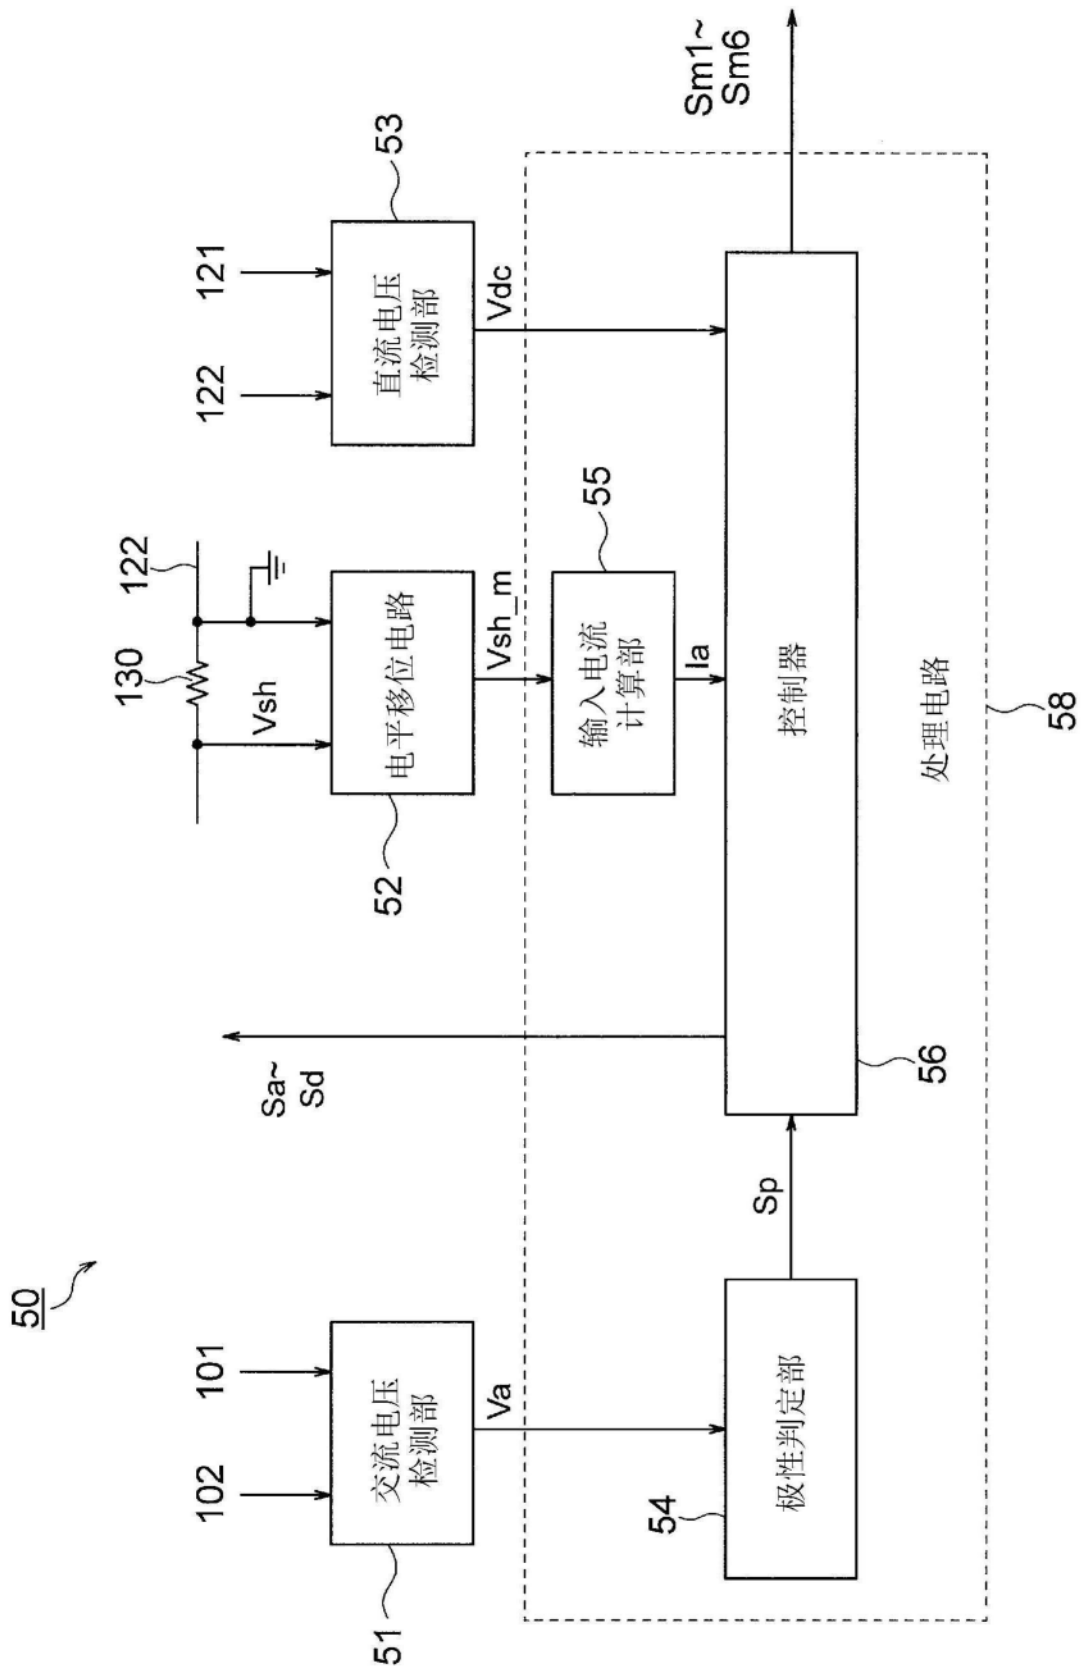 50
102
101
交流电压
检测部
51
Va
Sa~
Sd
130
122
Vsh
电平移位电路
52
Vsh_m
122
121
直流电压
检测部
53
Vdc
输入电流
计算部
55
Ia
极性判定部
54
Sp
控制器
56
Sm1~
Sm6
处理电路
58